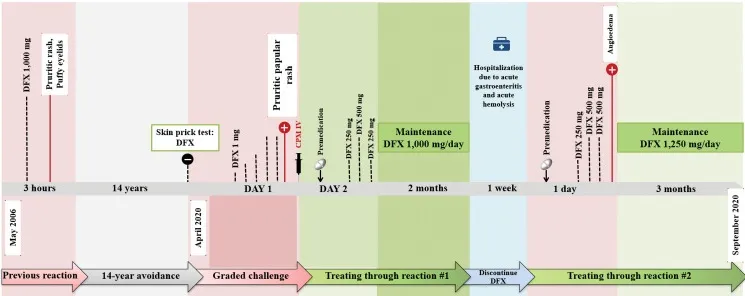 DFX 1,000 mg
Pruritic rash,
Puffy eyelids
Skin prick test:
DFX
DFX 1 mg
Pruritic papular
rash
CPM IV
Premedication
DFX 250 mg
DFX 500 mg
DFX 250 mg
Maintenance
DFX 1,000 mg/day
Hospitalization
due to acute
gastroenteritis
and acute
hemolysis
Premedication
DFX 250 mg
DFX 500 mg
DFX 500 mg
Angioedema
Maintenance
DFX 1,250 mg/day
3 hours
14 years
DAY 1
DAY 2
2 months
1 week
1 day
3 months
May 2006
April 2020
September 2020
Previous reaction
14-year avoidance
Graded challenge
Treating through reaction #1
Discontinue
DFX
Treating through reaction #2